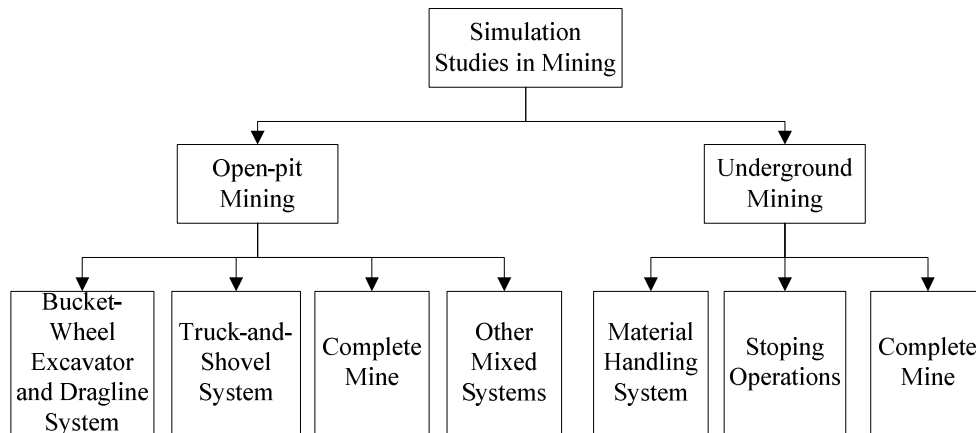 Simulation
Studies in Mining
Open-pit
Mining
Underground
Mining
Bucket-
Wheel
Excavator
and Dragline
System
Truck-and-
Shovel
System
Complete
Mine
Other
Mixed
Systems
Material
Handling
System
Stoping
Operations
Complete
Mine